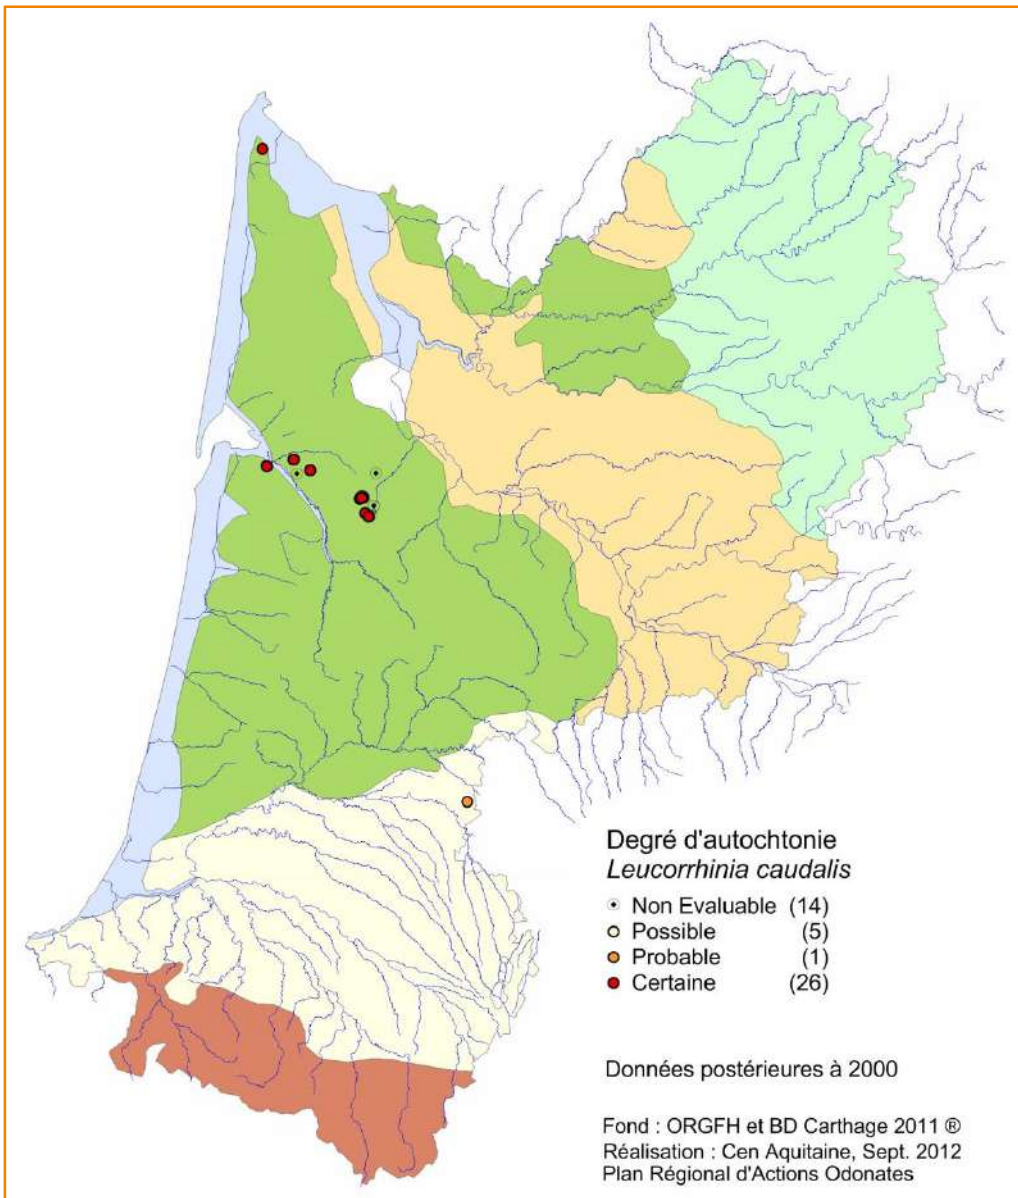 Degré d'autochtonie
Leucorrhinia caudalis
Non Evaluable (14)
Possible (5)
Probable (1)
Certaine (26)
Données postérieures à 2000
Fond : ORGFH et BD Carthage 2011 ®
Réalisation : Cen Aquitaine, Sept. 2012
Plan Régional d'Actions Odonates